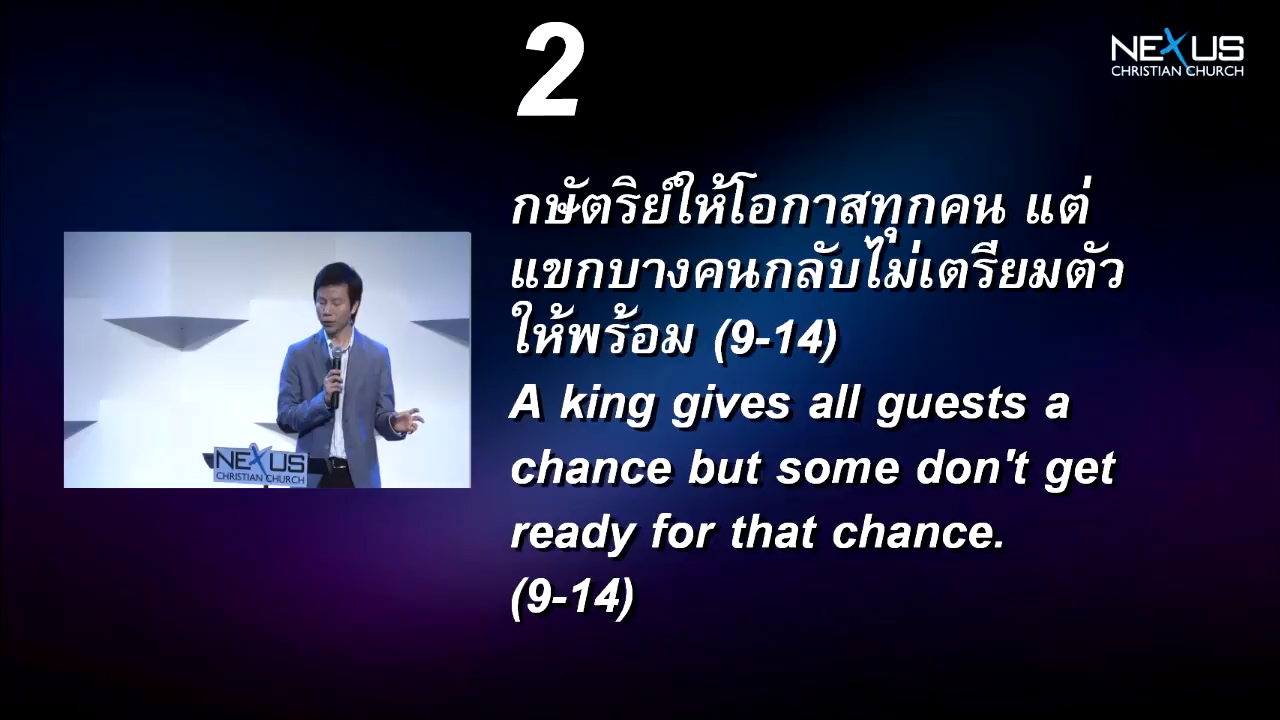 2
NEXUS
CHRISTIAN CHURCH
กษัตริย์ให้โอกาสทุกคน แต่
แขกบางคนกลับไม่เตรียมตัว
ให้พร้อม (9-14)
A king gives all guests a
chance but some don't get
ready for that chance.
(9-14)
NEXUS
CHRISTIAN CHURCH